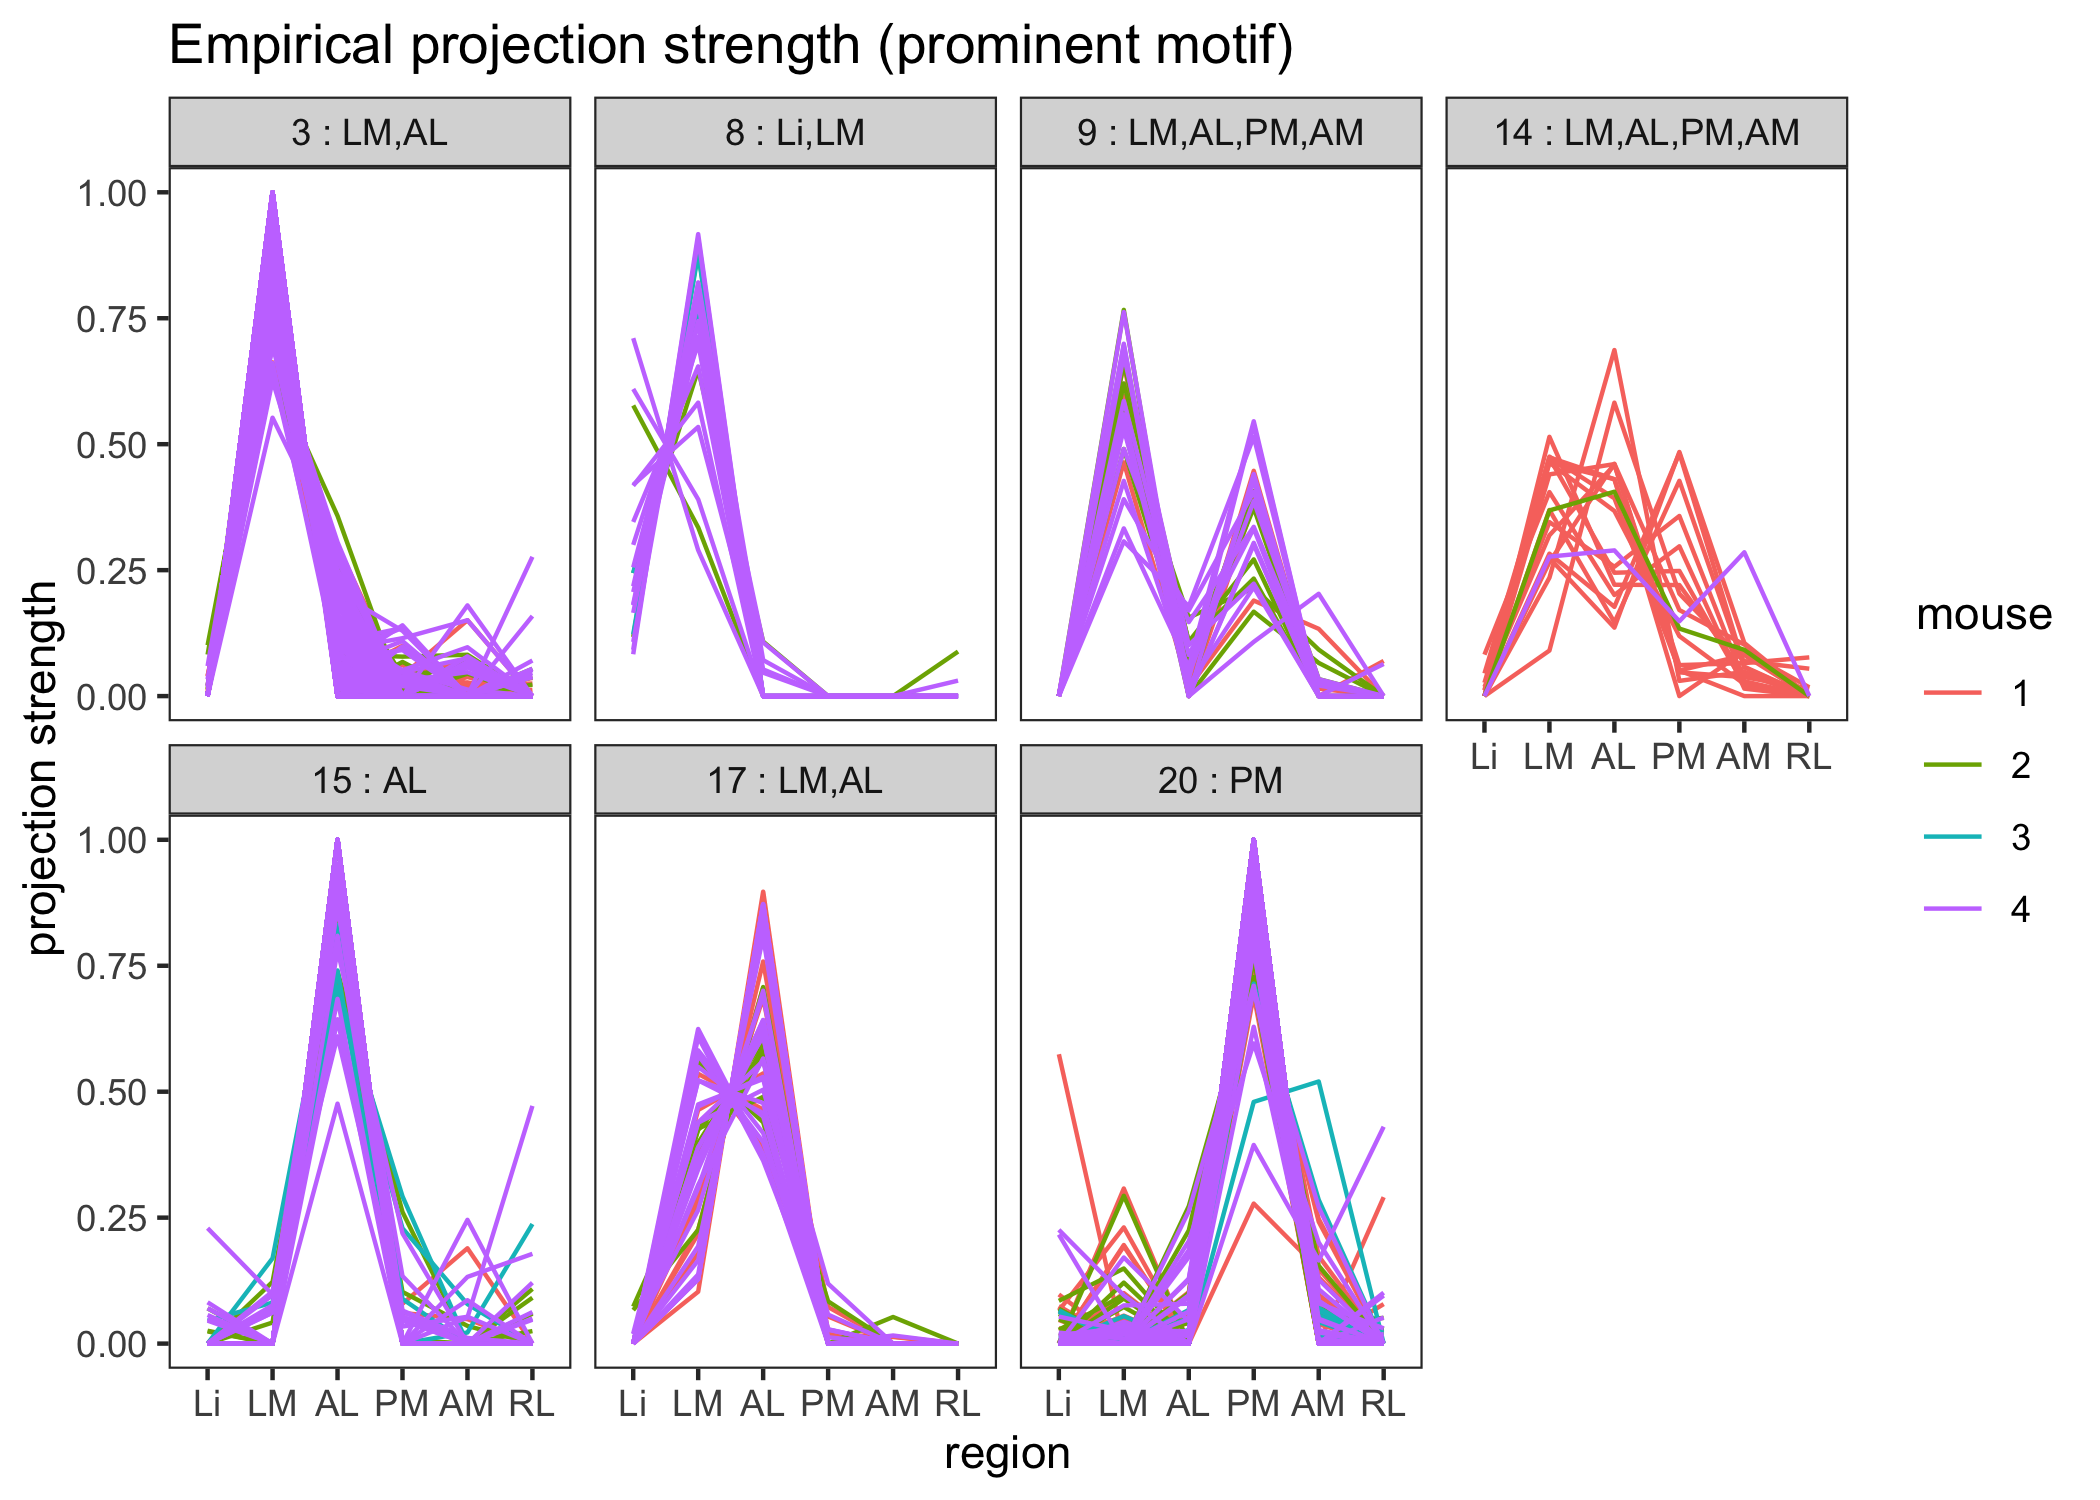 Empirical projection strength (prominent motif)
3 : LM,AL
8 : Li,LM
9 : LM,AL,PM,AM
14 : LM,AL,PM,AM
1.00
0.75
0.50
0.25
0.00
Li LM AL PM AM RL
15 : AL
17 : LM,AL
20 : PM
1.00
0.75
0.50
0.25
0.00
Li LM AL PM AM RL
Li LM AL PM AM RL
Li LM AL PM AM RL
region
projection strength
mouse
1
2
3
4